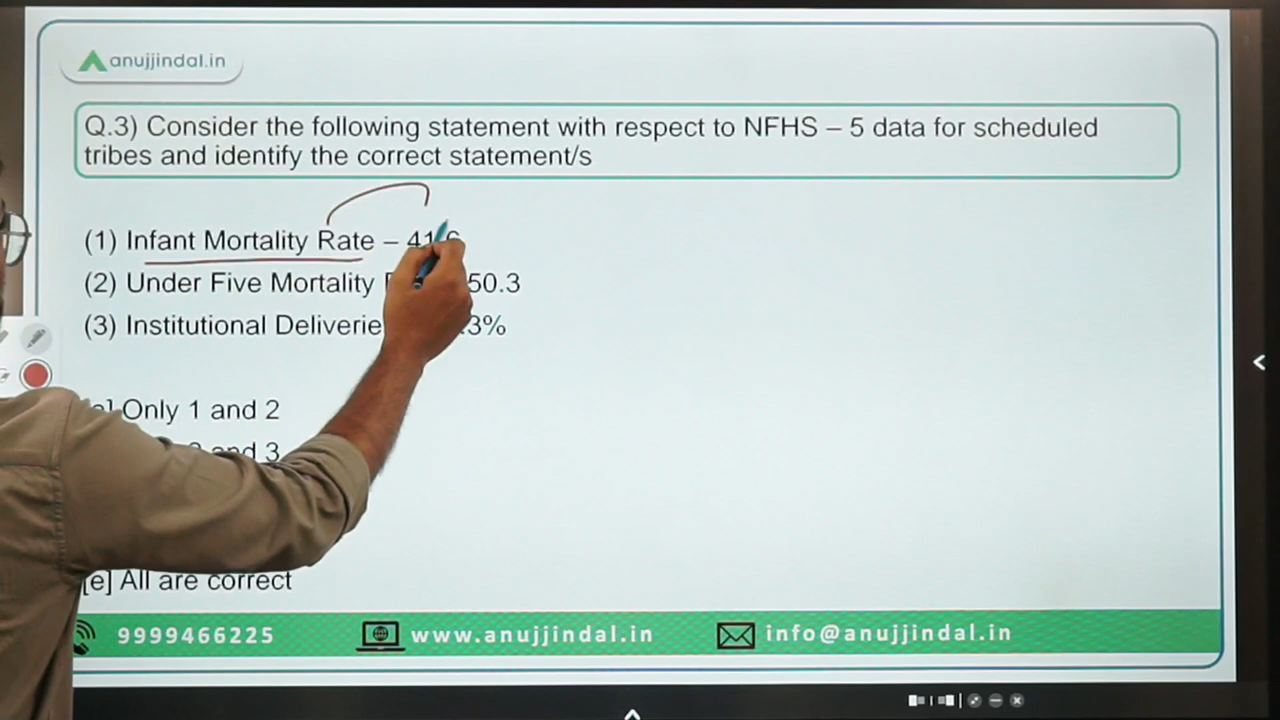 anujjindal.in
Q.3) Consider the following statement with respect to NFHS – 5 data for scheduled
tribes and identify the correct statement/s
(1) Infant Mortality Rate – 41.6
(2) Under Five Mortality 50.3
(3) Institutional Deliveries 3%
Only 1 and 2
and 3
[e] All are correct
9999466225
www.anujjindal.in
info@anujjindal.in